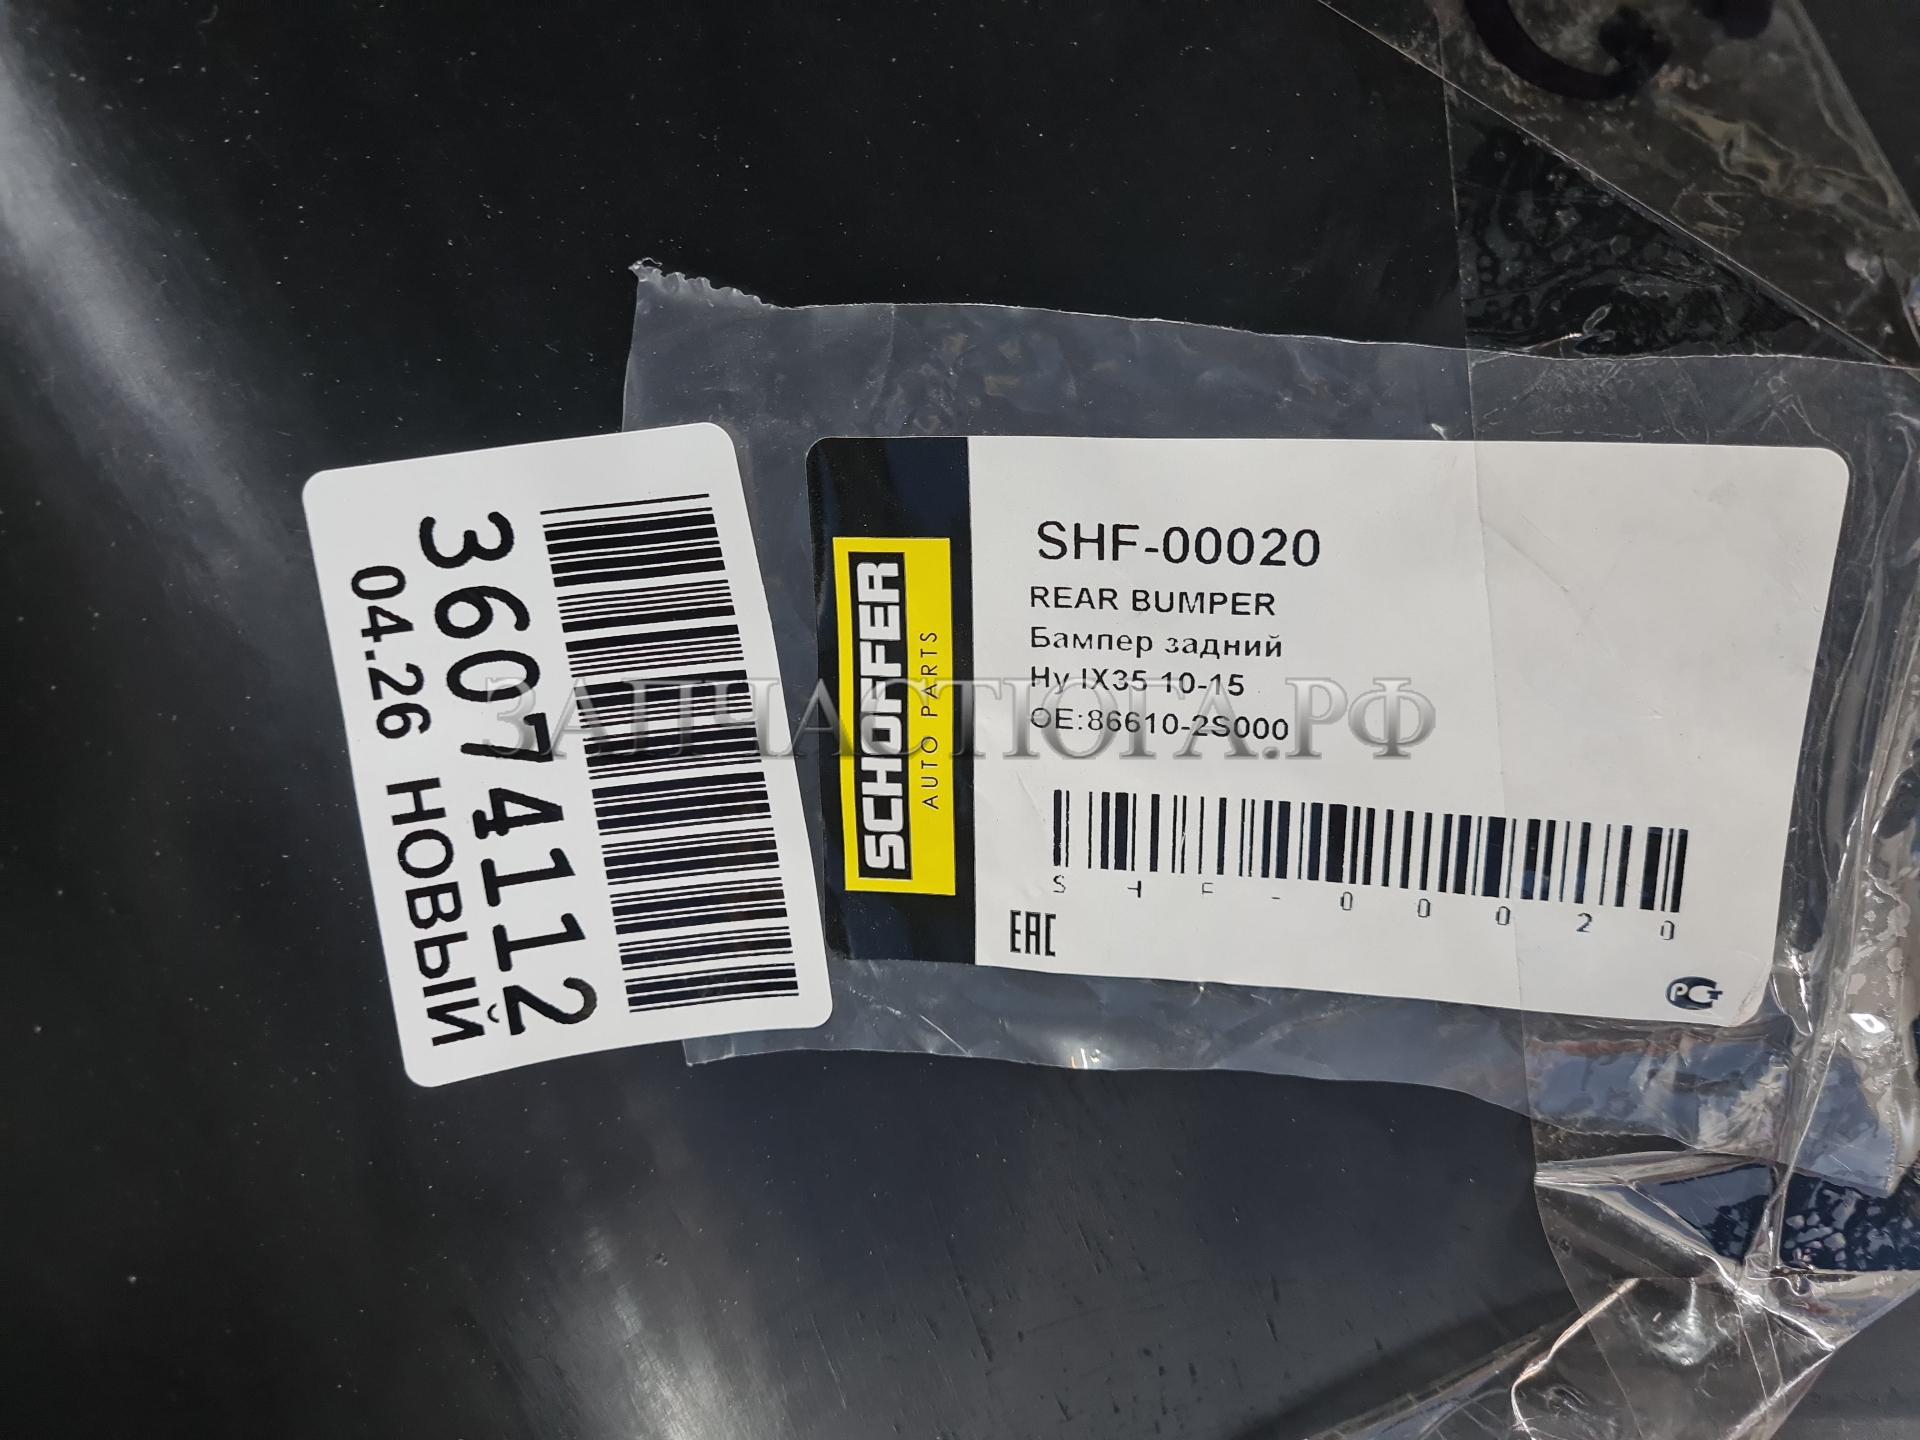 36074112
04.26 НОВЫЙ
SCHOFFER
AUTO PARTS
SHF-00020
REAR BUMPER
Бампер задний
Hy IX35 10-15
OE:86610-2S000
SHF-00020
EAC
РСТ
ЗАПЧАСТЮГА.РФ